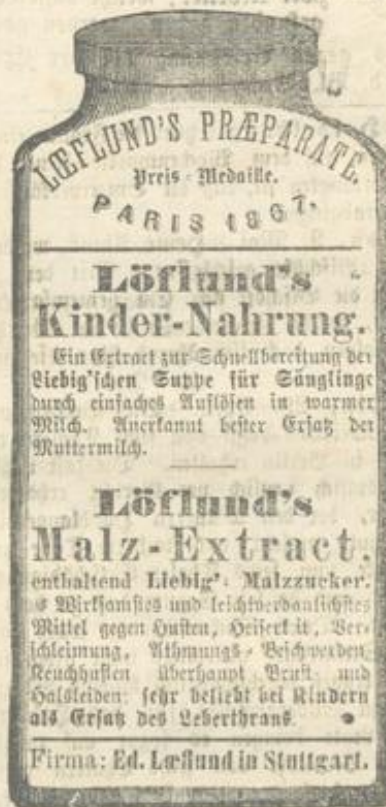 LŒFLUND'S PRÆPARATE.
Preis-Medaille.
PARIS 1867.
Löflund's
Kinder-Nahrung.
Ein Extract zur Schnellbereitung der
Liebig'schen Suppe für Säuglinge
durch einfaches Auflösen in warmer
Milch. Anerkannt bester Ersatz der
Muttermilch.
Löflund's
Malz-Extract,
enthaltend Liebig's Malzzucker.
Wirksamstes und leichtverdaulichstes
Mittel gegen Husten, Heiserkeit, Ver-
schleimung, Athmungs-Beschwerden,
Keuchhusten überhaupt Brust- und
Halsleiden; sehr beliebt bei Kindern
als Ersatz des Leberthrans.
Firma: Ed. Lœflund in Stuttgart.